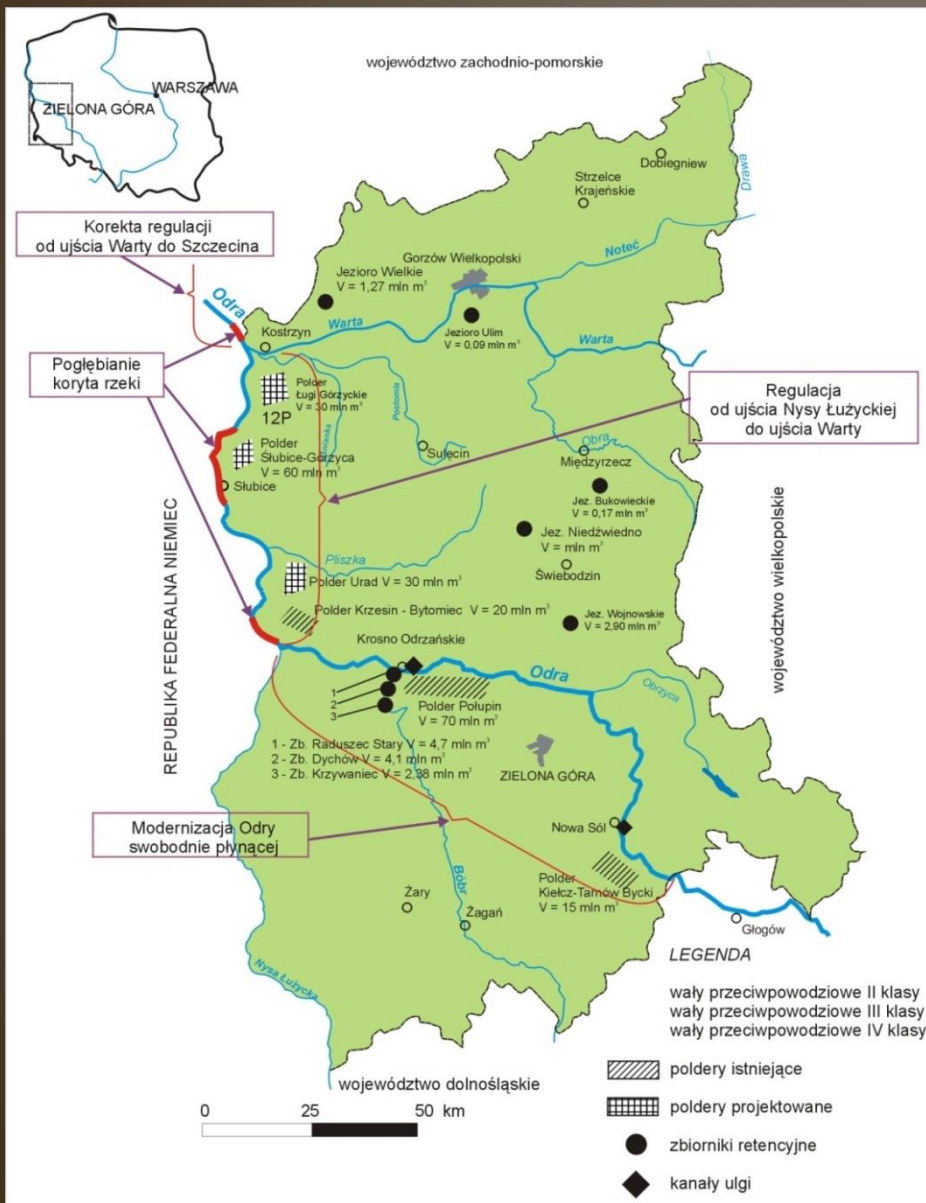 województwo zachodnio-pomorskie
WARSZAWA
ZIELONA GÓRA
Dobiegniew
Strzelce
Krajeńskie
Drawa
Korekta regulacji
od ujścia Warty do Szczecina
Gorzów Wielkopolski
Noteć
Jezioro Wielkie
V = 1,27 mln m³
Odra
Warta
Jezioro Ulim
V = 0,09 mln m³
Kostrzyn
Warta
Pogłębianie
koryta rzeki
Polder
Ługi Górzyckie
V = 30 mln m³
12P
Postomia
Regulacja
od ujścia Nysy Łużyckiej
do ujścia Warty
Polder
Słubice-Górzyca
V = 60 mln m³
Sulęcin
Obra
Międzyrzecz
Słubice
Jez. Bukowieckie
V = 0,17 mln m³
Jez. Niedźwiedno
V = mln m³
REPUBLIKA FEDERALNA NIEMIEC
województwo wielkopolskie
Pliszka
Świebodzin
Polder Urad V = 30 mln m³
Polder Krzesin - Bytomiec V = 20 mln m³
Jez. Wojnowskie
V = 2,90 mln m³
Krosno Odrzańskie
Odra
Obrzyca
1
2
3
Polder Połupin
V = 70 mln m³
1 - Zb. Raduszec Stary V = 4,7 mln m³
2 - Zb. Dychów V = 4,1 mln m³
3 - Zb. Krzywaniec V = 2,38 mln m³
ZIELONA GÓRA
Modernizacja Odry
swobodnie płynącej
Nowa Sól
Polder
Kiełcz-Tarnów Bycki
V = 15 mln m³
Bóbr
Żary
Żagań
Głogów
Nysa Łużycka
LEGENDA
wały przeciwpowodziowe II klasy
wały przeciwpowodziowe III klasy
wały przeciwpowodziowe IV klasy
województwo dolnośląskie
poldery istniejące
0 25 50 km
poldery projektowane
zbiorniki retencyjne
kanały ulgi